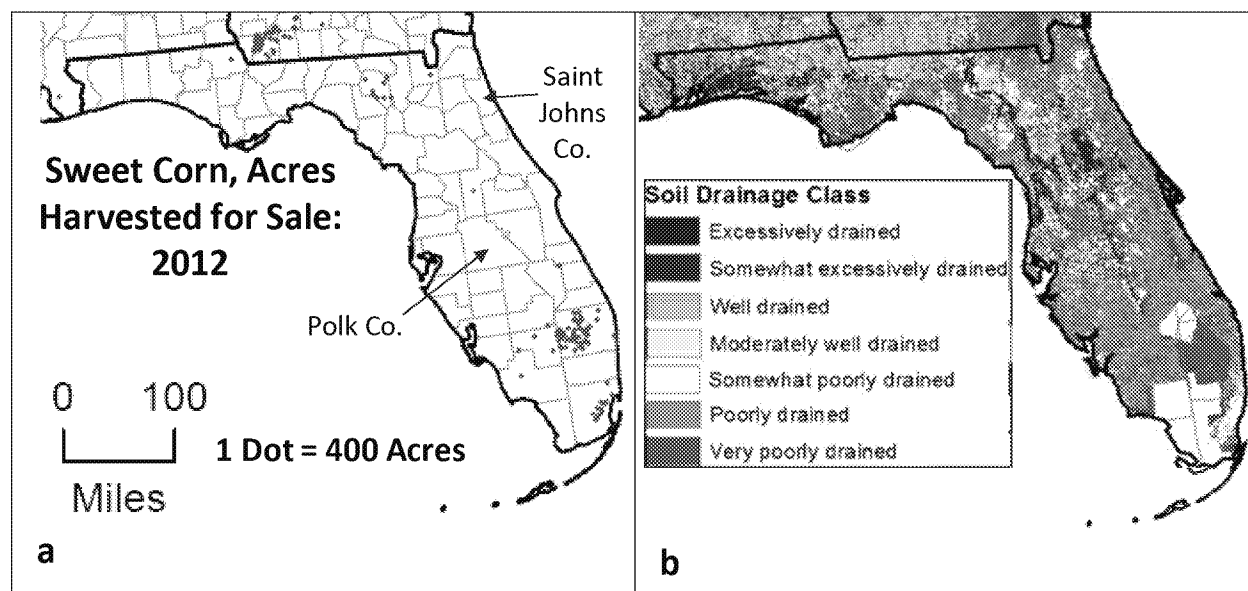 Saint
Johns
Co.
Sweet Corn, Acres
Harvested for Sale:
2012
Polk Co.
0 100
Miles
1 Dot = 400 Acres
a
Soil Drainage Class
Excessively drained
Somewhat excessively drained
Well drained
Moderately well drained
Somewhat poorly drained
Poorly drained
Very poorly drained
b